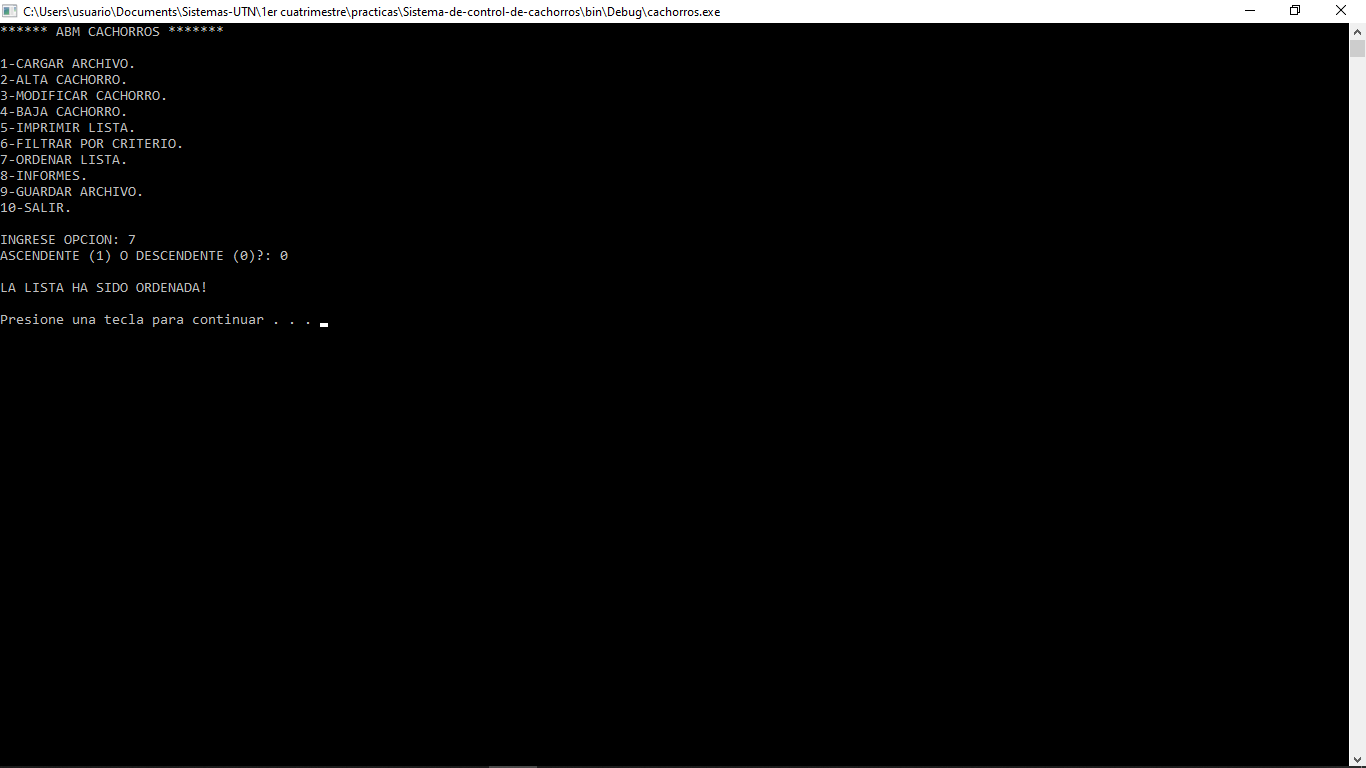 C:\Users\usuario\Documents\Sistemas-UTN\1er cuatrimestre\practicas\Sistema-de-control-de-cachorros\bin\Debug\cachorros.exe
****** ABM CACHORROS *******
1-CARGAR ARCHIVO.
2-ALTA CACHORRO.
3-MODIFICAR CACHORRO.
4-BAJA CACHORRO.
5-IMPRIMIR LISTA.
6-FILTRAR POR CRITERIO.
7-ORDENAR LISTA.
8-INFORMES.
9-GUARDAR ARCHIVO.
10-SALIR.
INGRESE OPCION: 7
ASCENDENTE (1) O DESCENDENTE (0)?: 0
LA LISTA HA SIDO ORDENADA!
Presione una tecla para continuar . . .